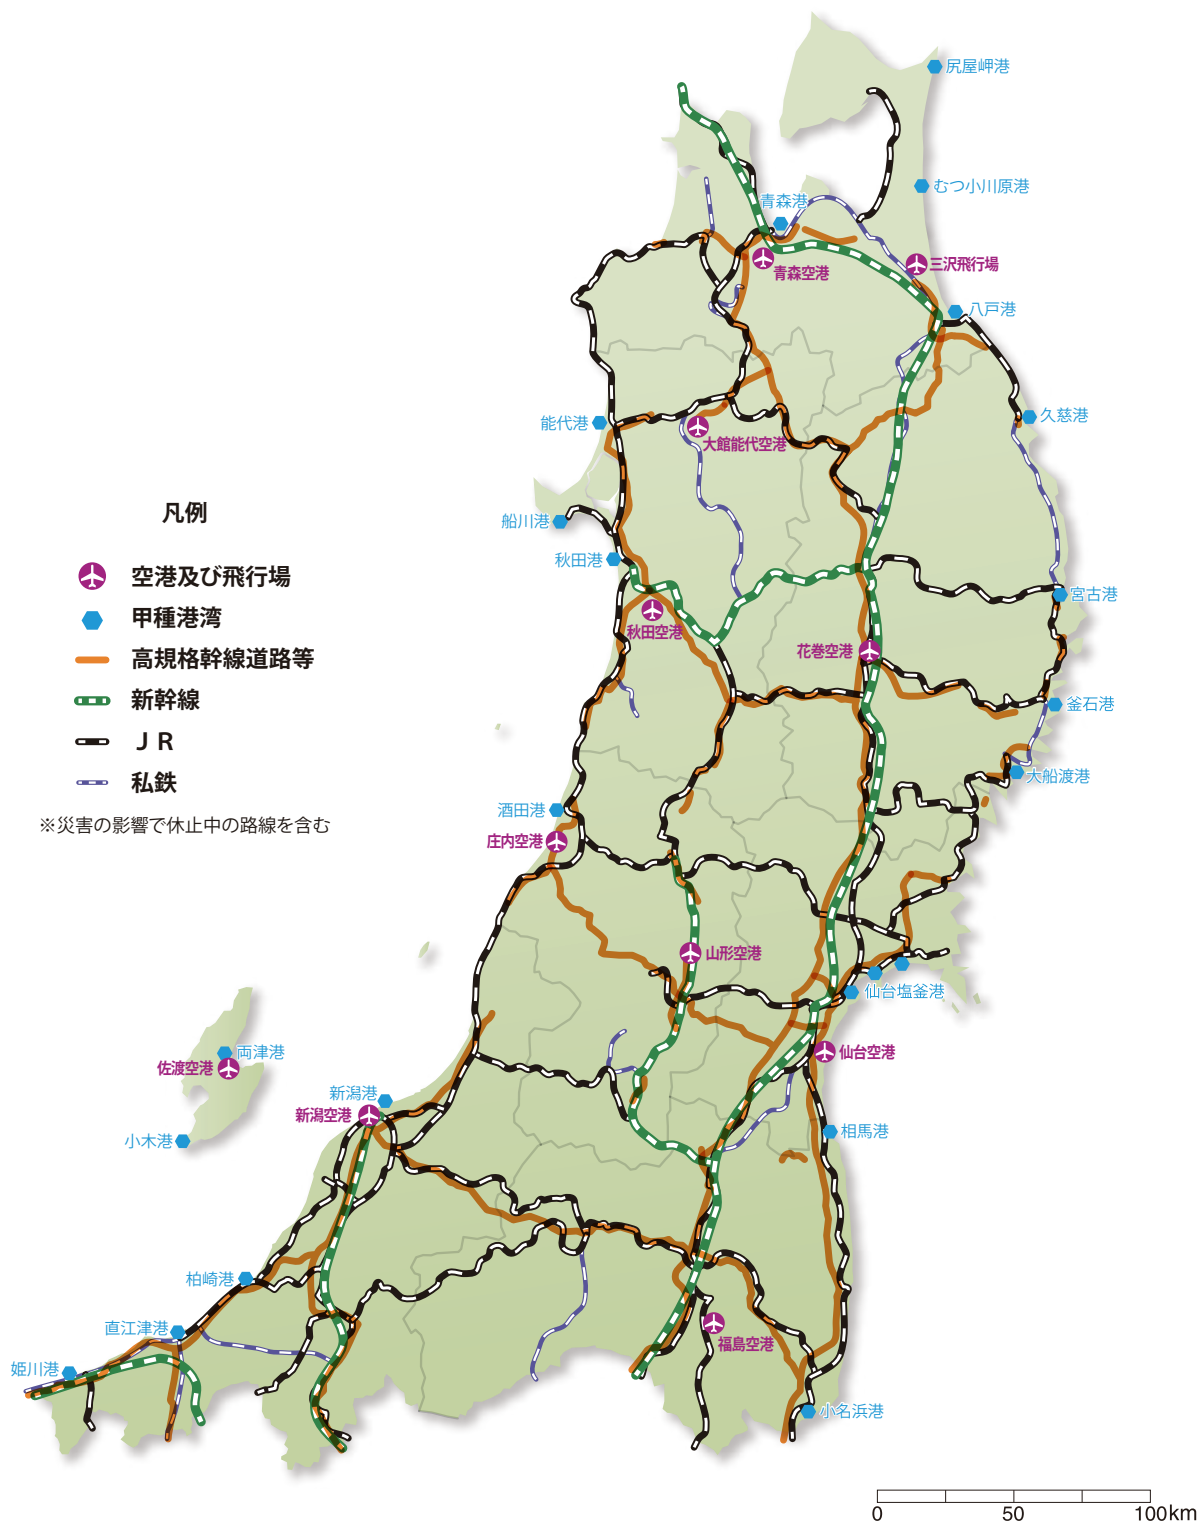 尻屋岬港
むつ小川原港
青森港
青森空港
三沢飛行場
八戸港
能代港
大館能代空港
久慈港
凡例
空港及び飛行場
甲種港湾
高規格幹線道路等
新幹線
ＪＲ
私鉄
※災害の影響で休止中の路線を含む
船川港
秋田港
秋田空港
宮古港
花巻空港
釜石港
大船渡港
酒田港
庄内空港
山形空港
仙台塩釜港
仙台空港
両津港
佐渡空港
小木港
新潟港
新潟空港
相馬港
柏崎港
直江津港
姫川港
福島空港
小名浜港
0 50 100km